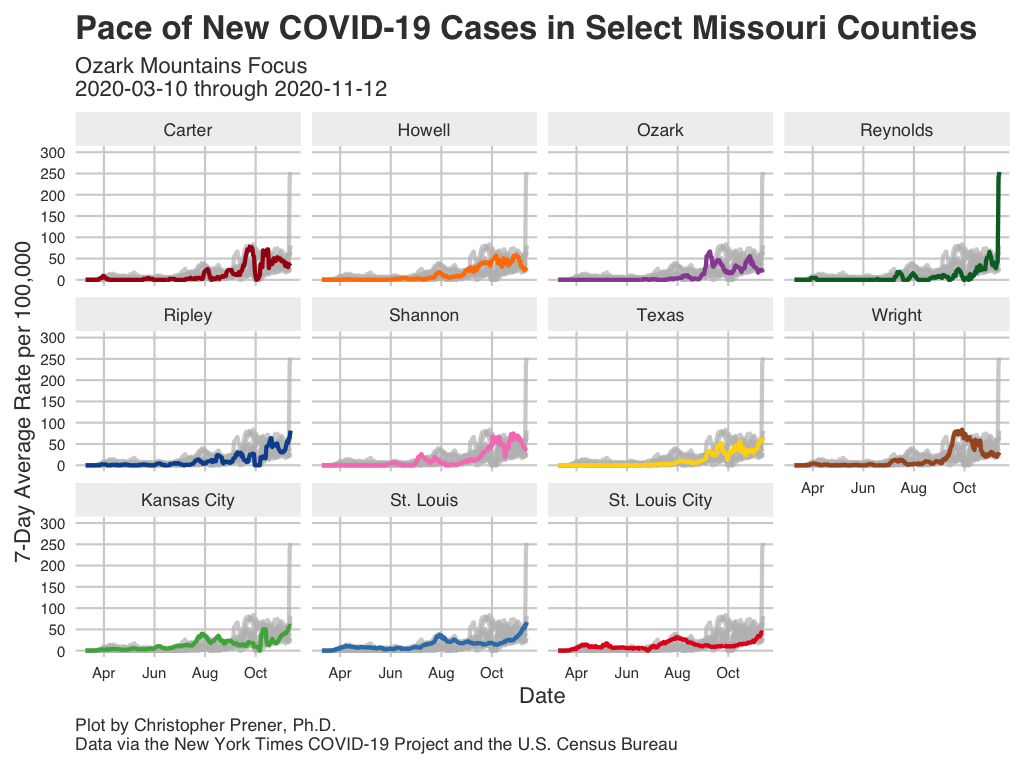 Pace of New COVID-19 Cases in Select Missouri Counties
Ozark Mountains Focus
2020-03-10 through 2020-11-12
7-Day Average Rate per 100,000
Carter Howell Ozark Reynolds
300
250
200
150
100
50
0
Ripley Shannon Texas Wright
300
250
200
150
100
50
0
Apr Jun Aug Oct
Kansas City St. Louis St. Louis City
300
250
200
150
100
50
0
Apr Jun Aug Oct Apr Jun Aug Oct Apr Jun Aug Oct
Date
Plot by Christopher Prener, Ph.D.
Data via the New York Times COVID-19 Project and the U.S. Census Bureau